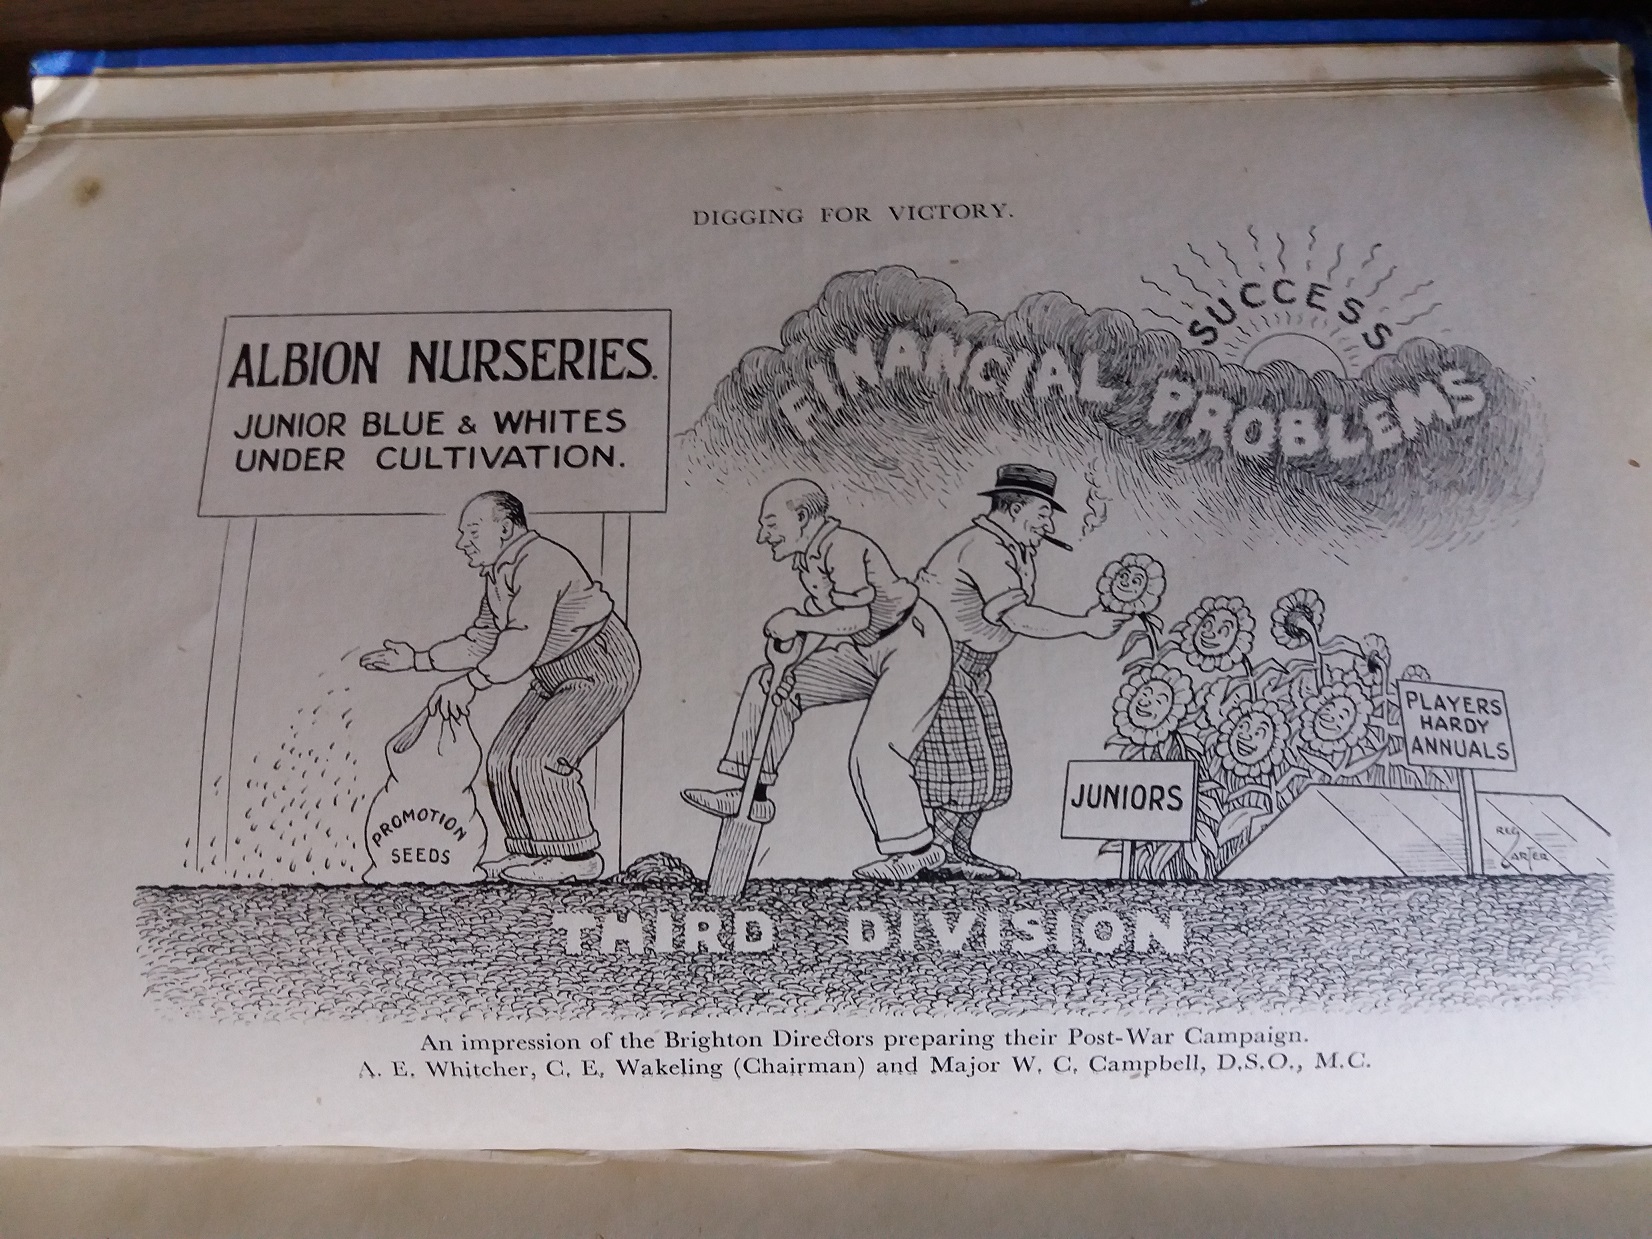 DIGGING FOR VICTORY.
SUCCESS
FINANCIAL PROBLEMS
ALBION NURSERIES.
JUNIOR BLUE & WHITES
UNDER CULTIVATION.
PLAYERS
HARDY
ANNUALS
JUNIORS
PROMOTION
SEEDS
REG
CARTER
THIRD DIVISION
An impression of the Brighton Directors preparing their Post-War Campaign.
A. E. Whitcher, C. E. Wakeling (Chairman) and Major W. C. Campbell, D.S.O., M.C.